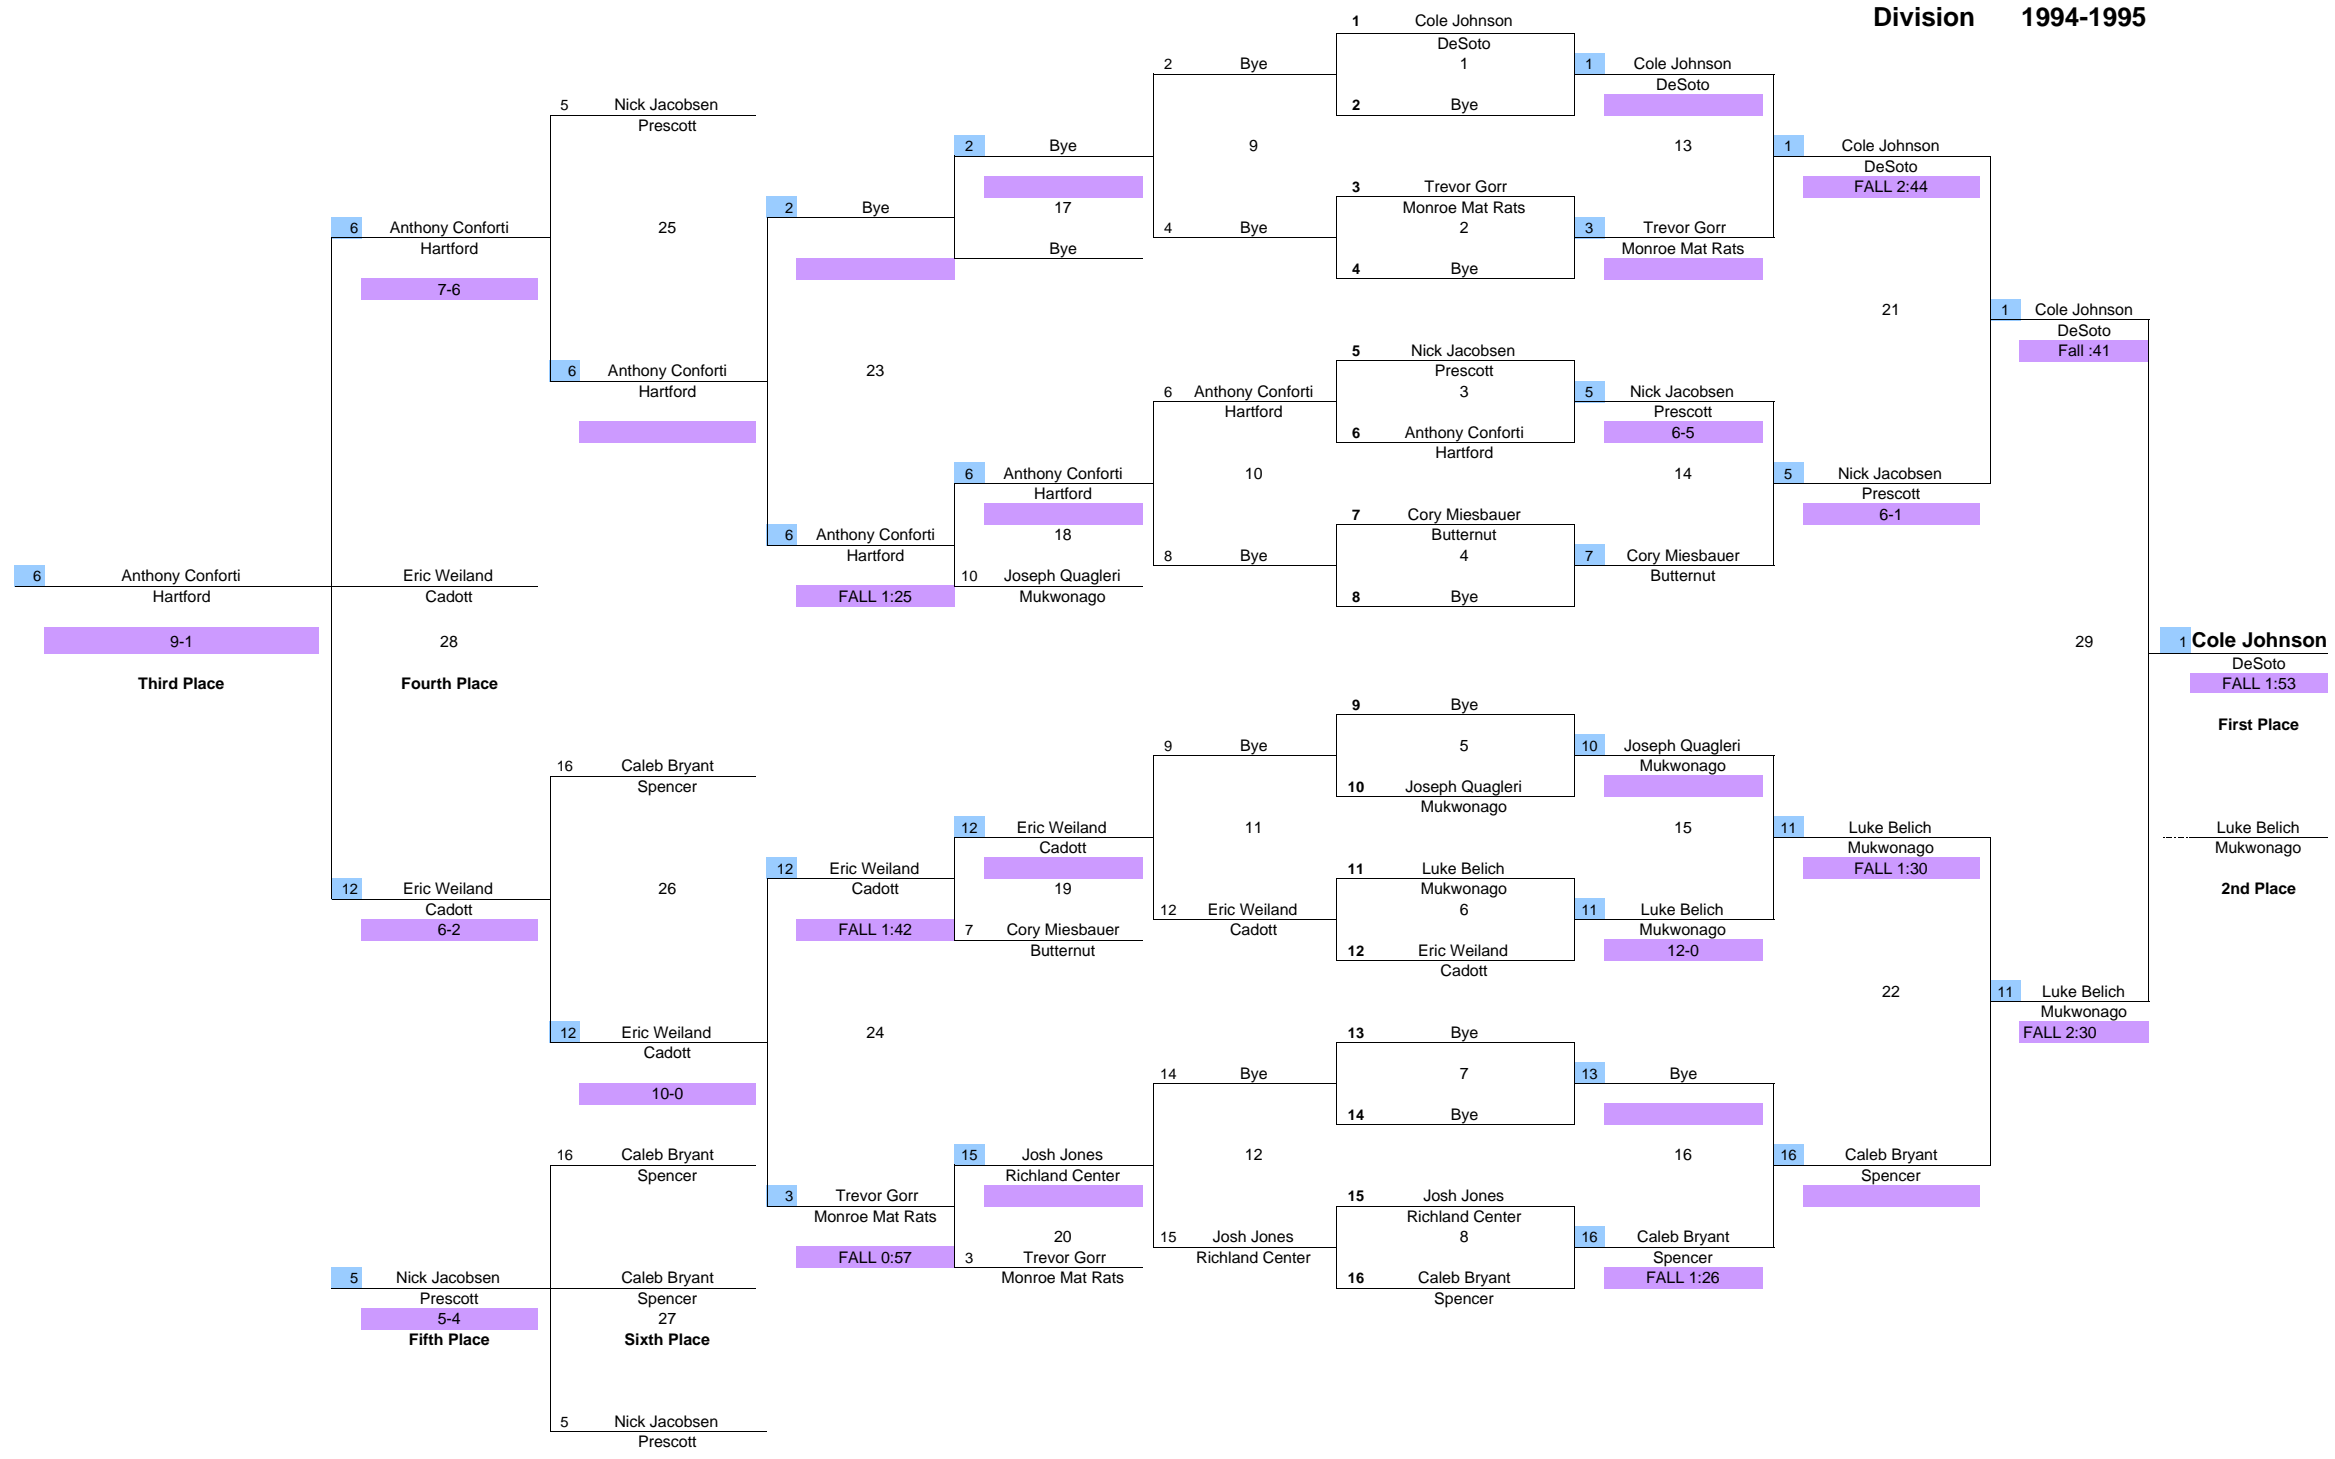 Division 1994-1995
1 Cole Johnson
DeSoto
2 Bye 1 1 Cole Johnson
DeSoto
5 Nick Jacobsen 2 Bye
Prescott
2 Bye 9 13 1 Cole Johnson
DeSoto
3 Trevor Gorr FALL 2:44
2 Bye 17 Monroe Mat Rats
6 Anthony Conforti 25 4 Bye 2 3 Trevor Gorr
Hartford Bye Monroe Mat Rats
4 Bye
7-6
21 1 Cole Johnson
DeSoto
5 Nick Jacobsen Fall :41
6 Anthony Conforti 23 Prescott
Hartford 6 Anthony Conforti 3 5 Nick Jacobsen
Hartford Prescott
6 Anthony Conforti 6-5
Hartford
6 Anthony Conforti 10 14 5 Nick Jacobsen
Hartford Prescott
7 Cory Miesbauer 6-1
6 Anthony Conforti 18 Butternut
Hartford 8 Bye 4 7 Cory Miesbauer
6 Anthony Conforti Eric Weiland 10 Joseph Quagleri Butternut
Hartford Cadott FALL 1:25 Mukwonago 8 Bye
9-1 28 29 1 Cole Johnson
DeSoto
Third Place Fourth Place FALL 1:53
9 Bye
First Place
9 Bye 5 10 Joseph Quagleri
16 Caleb Bryant Mukwonago
Spencer 10 Joseph Quagleri
Mukwonago
12 Eric Weiland 11 15 11 Luke Belich Luke Belich
Cadott Mukwonago Mukwonago
12 Eric Weiland 11 Luke Belich FALL 1:30
12 Eric Weiland 26 Cadott 19 Mukwonago 2nd Place
Cadott 12 Eric Weiland 6 11 Luke Belich
6-2 FALL 1:42 7 Cory Miesbauer Cadott Mukwonago
Butternut 12 Eric Weiland 12-0
Cadott
22 11 Luke Belich
Mukwonago
12 Eric Weiland 24 13 Bye FALL 2:30
Cadott
14 Bye 7 13 Bye
10-0
14 Bye
16 Caleb Bryant 15 Josh Jones 12 16 16 Caleb Bryant
Spencer Richland Center Spencer
3 Trevor Gorr 15 Josh Jones
Monroe Mat Rats Richland Center
20 15 Josh Jones 8 16 Caleb Bryant
FALL 0:57 3 Trevor Gorr Richland Center Spencer
5 Nick Jacobsen Caleb Bryant Monroe Mat Rats 16 Caleb Bryant FALL 1:26
Prescott Spencer Spencer
5-4 27
Fifth Place Sixth Place
5 Nick Jacobsen
Prescott